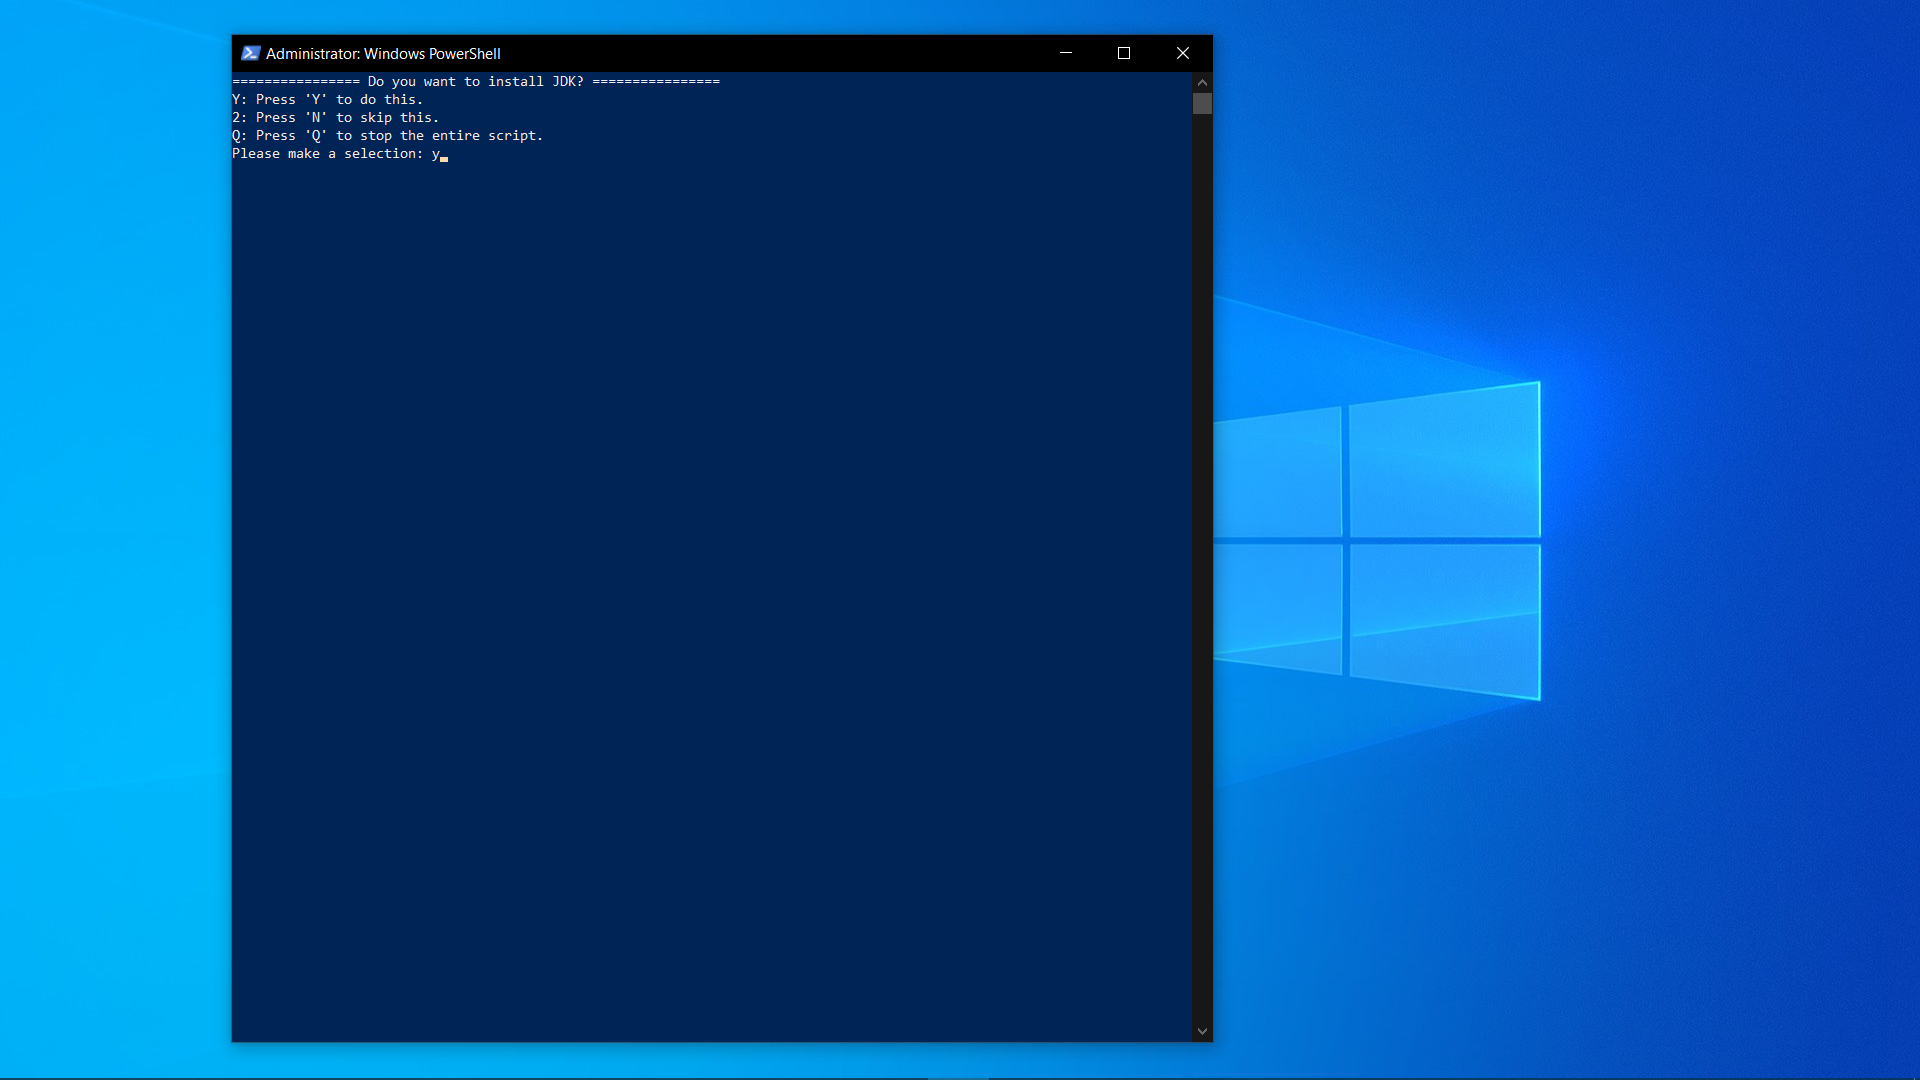 Administrator: Windows PowerShell
================ Do you want to install JDK? ================
Y: Press 'Y' to do this.
2: Press 'N' to skip this.
Q: Press 'Q' to stop the entire script.
Please make a selection: y